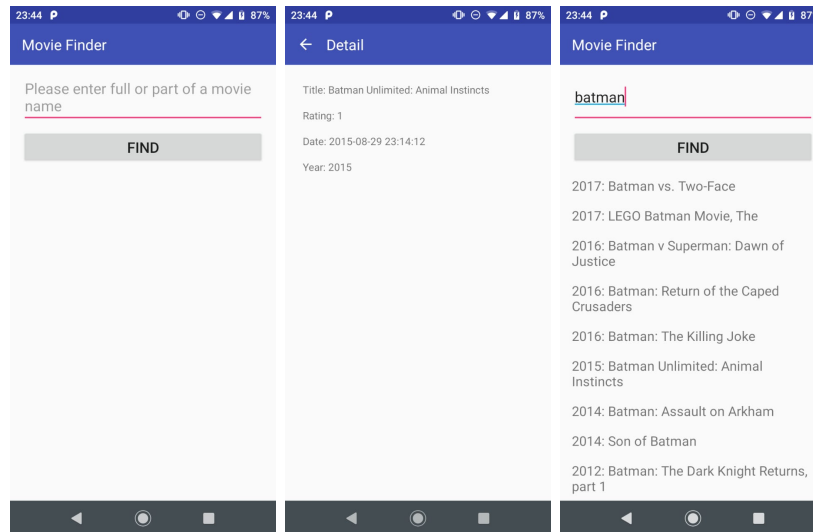 23:44 P 87%
Movie Finder
Please enter full or part of a movie
name
FIND
23:44 P 87%
← Detail
Title: Batman Unlimited: Animal Instincts
Rating: 1
Date: 2015-08-29 23:14:12
Year: 2015
23:44 P 87
Movie Finder
batman
FIND
2017: Batman vs. Two-Face
2017: LEGO Batman Movie, The
2016: Batman v Superman: Dawn of
Justice
2016: Batman: Return of the Caped
Crusaders
2016: Batman: The Killing Joke
2015: Batman Unlimited: Animal
Instincts
2014: Batman: Assault on Arkham
2014: Son of Batman
2012: Batman: The Dark Knight Returns,
part 1